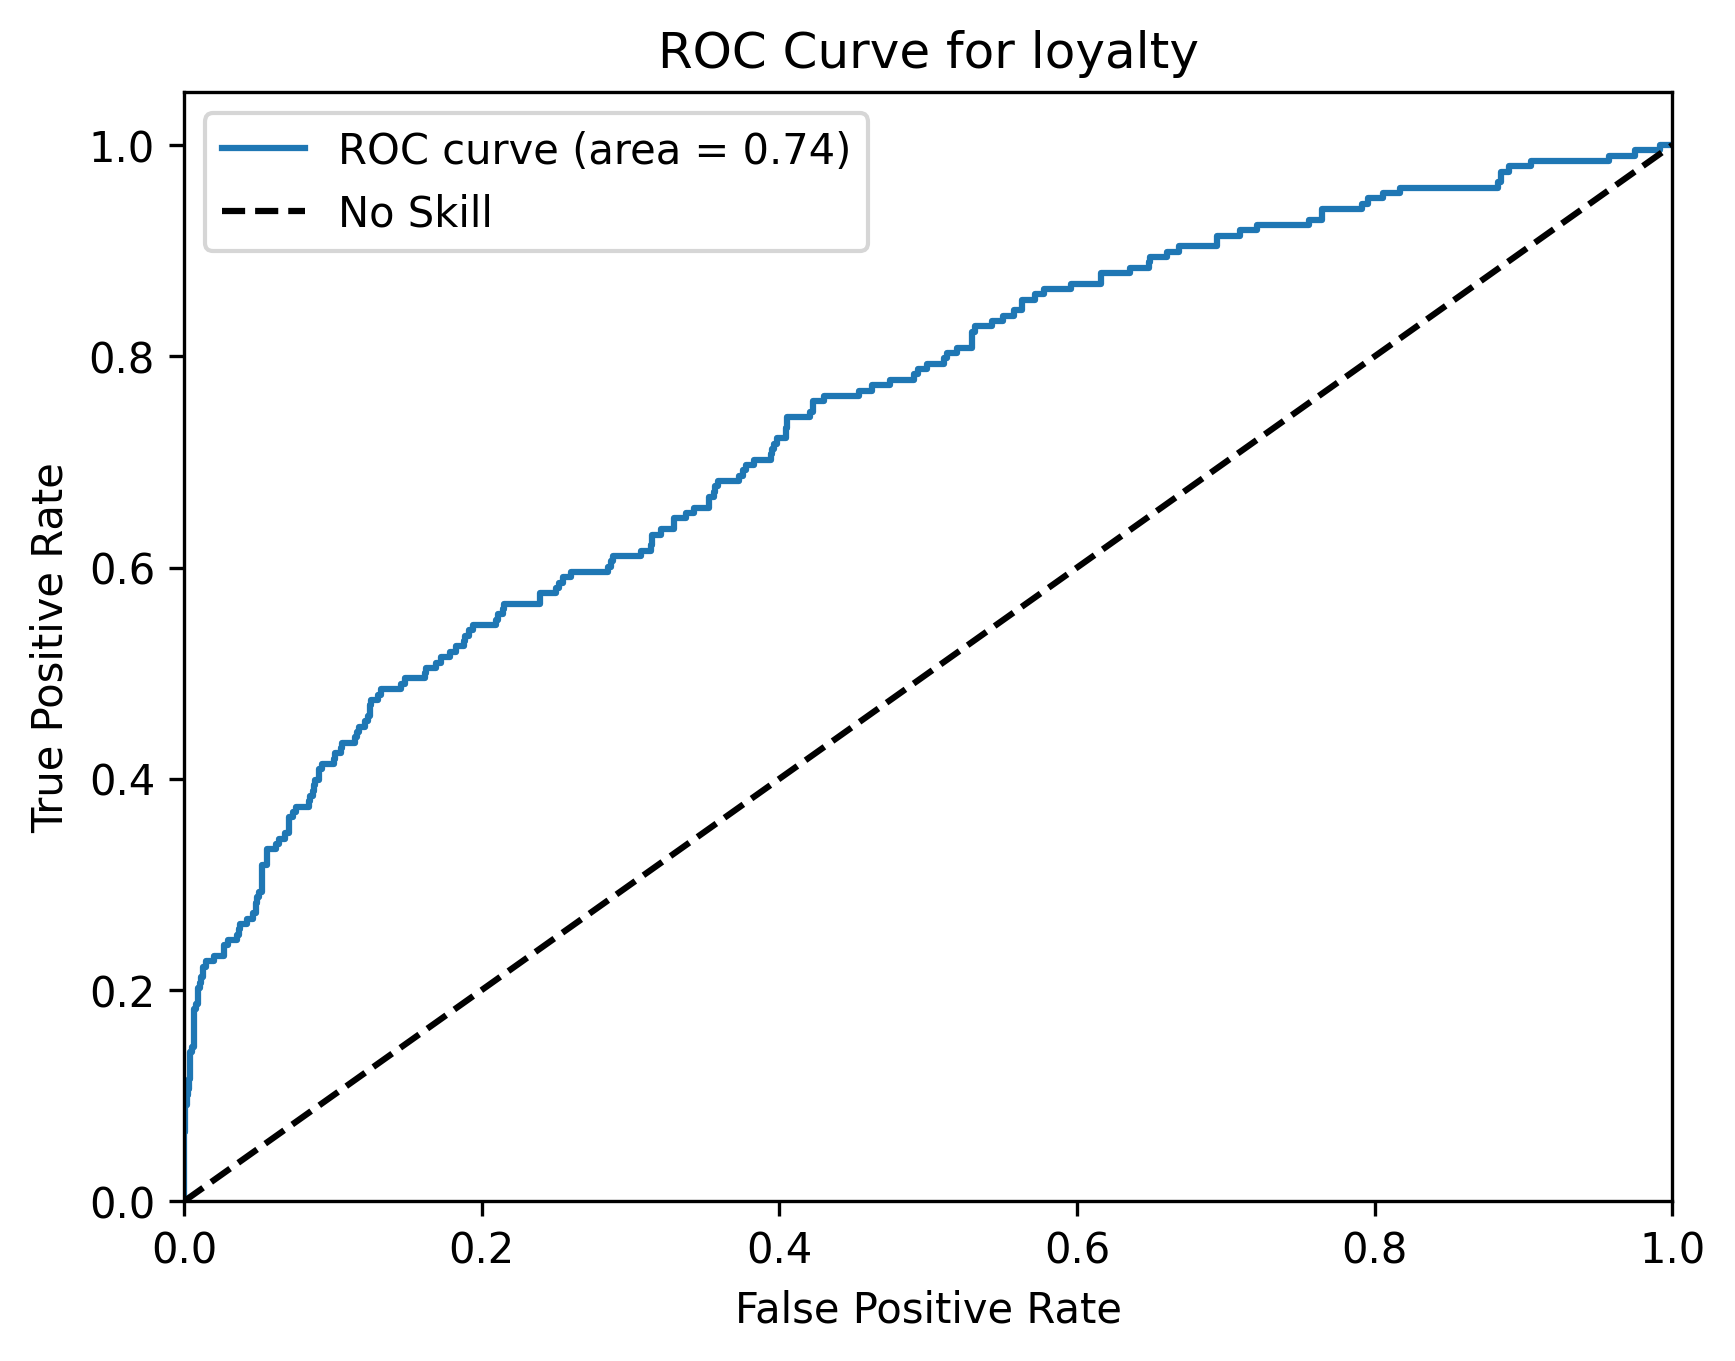 ROC Curve for loyalty
ROC curve (area = 0.74)
No Skill
1.0
0.8
0.6
0.4
0.2
0.0
True Positive Rate
0.0 0.2 0.4 0.6 0.8 1.0
False Positive Rate